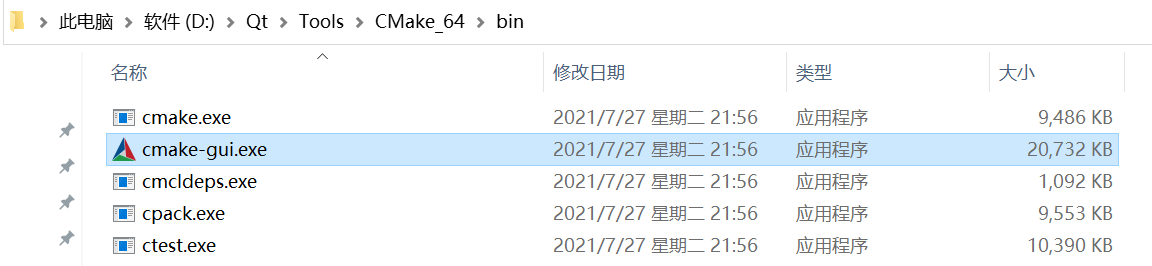 此电脑 > 软件 (D:) > Qt > Tools > CMake_64 > bin
名称 修改日期 类型 大小
cmake.exe 2021/7/27 星期二 21:56 应用程序 9,486 KB
cmake-gui.exe 2021/7/27 星期二 21:56 应用程序 20,732 KB
cmcldeps.exe 2021/7/27 星期二 21:56 应用程序 1,092 KB
cpack.exe 2021/7/27 星期二 21:56 应用程序 9,553 KB
ctest.exe 2021/7/27 星期二 21:56 应用程序 10,390 KB